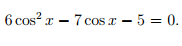 6 cos² x − 7 cos x − 5 = 0.